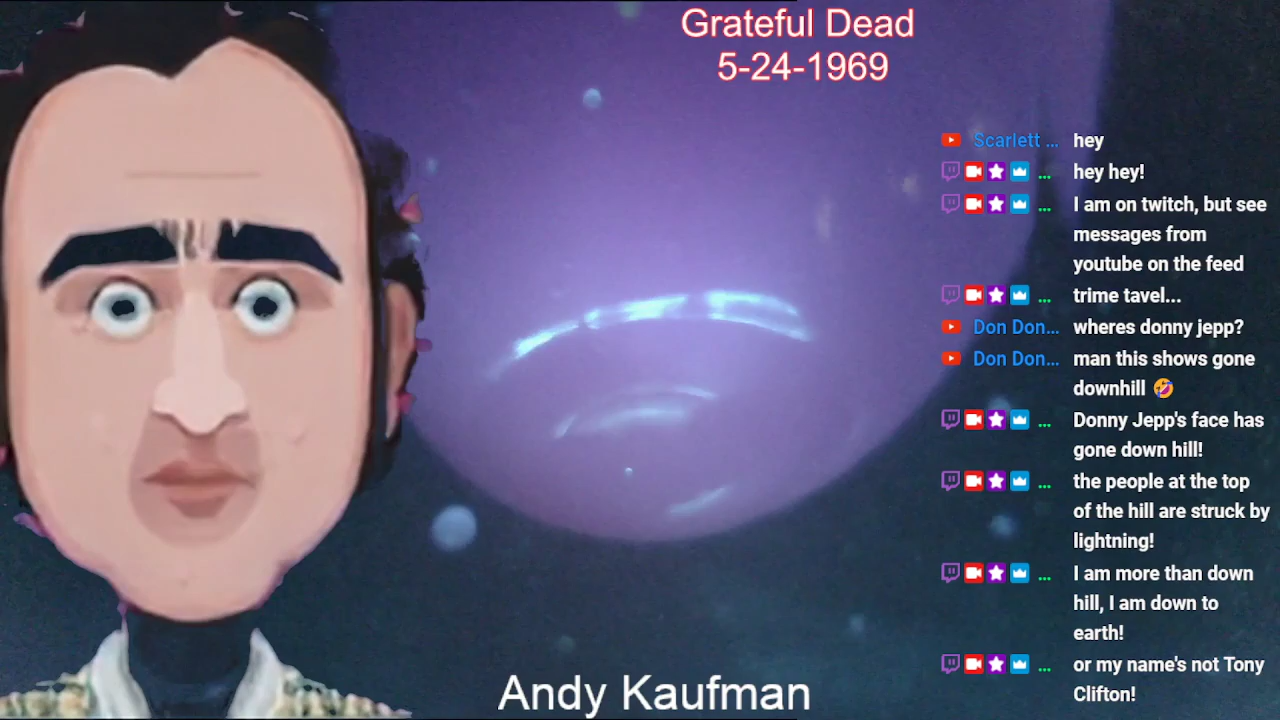 Grateful Dead
5-24-1969
Scarlett ... hey
... hey hey!
... I am on twitch, but see
messages from
youtube on the feed
... trime tavel...
Don Don... wheres donny jepp?
Don Don... man this shows gone
downhill 🤣
... Donny Jepp's face has
gone down hill!
... the people at the top
of the hill are struck by
lightning!
... I am more than down
hill, I am down to
earth!
... or my name's not Tony
Clifton!
Andy Kaufman